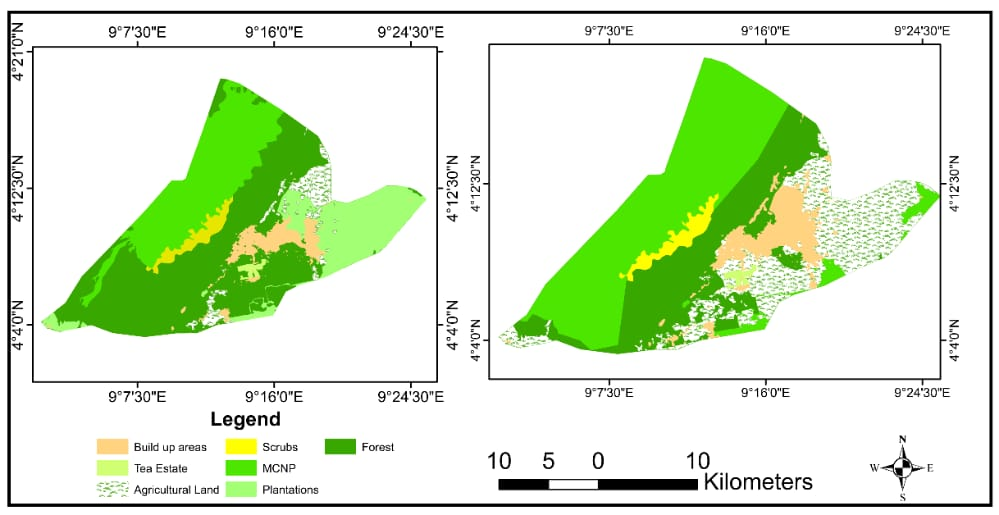 9°7'30"E 9°16'0"E 9°24'30"E
9°7'30"E 9°16'0"E 9°24'30"E
4°21'0"N
4°12'30"N
4°4'0"N
4°12'30"N
4°4'0"N
4°12'30"N
4°4'0"N
9°7'30"E 9°16'0"E 9°24'30"E
9°7'30"E 9°16'0"E 9°24'30"E
Legend
Build up areas
Scrubs
Forest
Tea Estate
MCNP
Agricultural Land
Plantations
10 5 0 10
Kilometers
N
W E
S